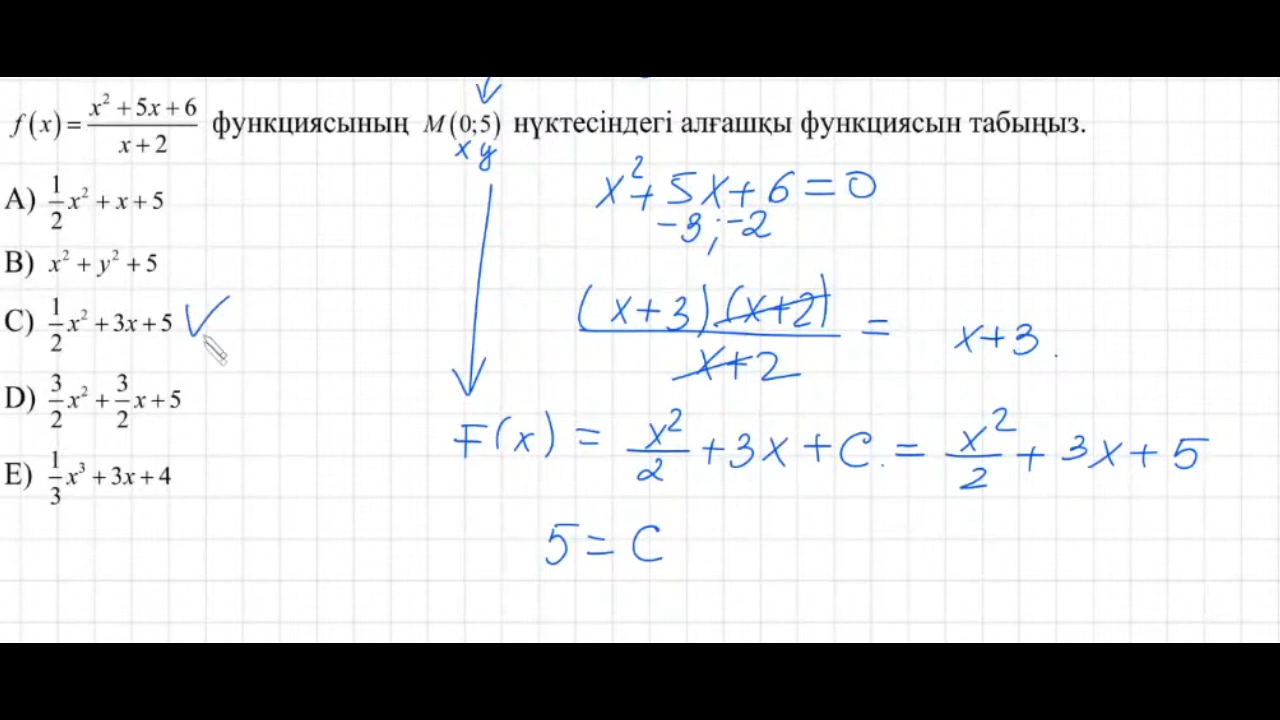 f(x) = (x² + 5x + 6)/(x + 2) функциясының M(0;5) нүктесіндегі алғашқы функциясын табыңыз.
x y
A) 1/2 x² + x + 5
B) x² + y² + 5
C) 1/2 x² + 3x + 5
D) 3/2 x² + 3/2 x + 5
E) 1/3 x³ + 3x + 4
x² + 5x + 6 = 0
-3; -2
(x+3)(x+2)/(x+2) = x+3.
F(x) = x²/2 + 3x + C. = x²/2 + 3x + 5
5 = C